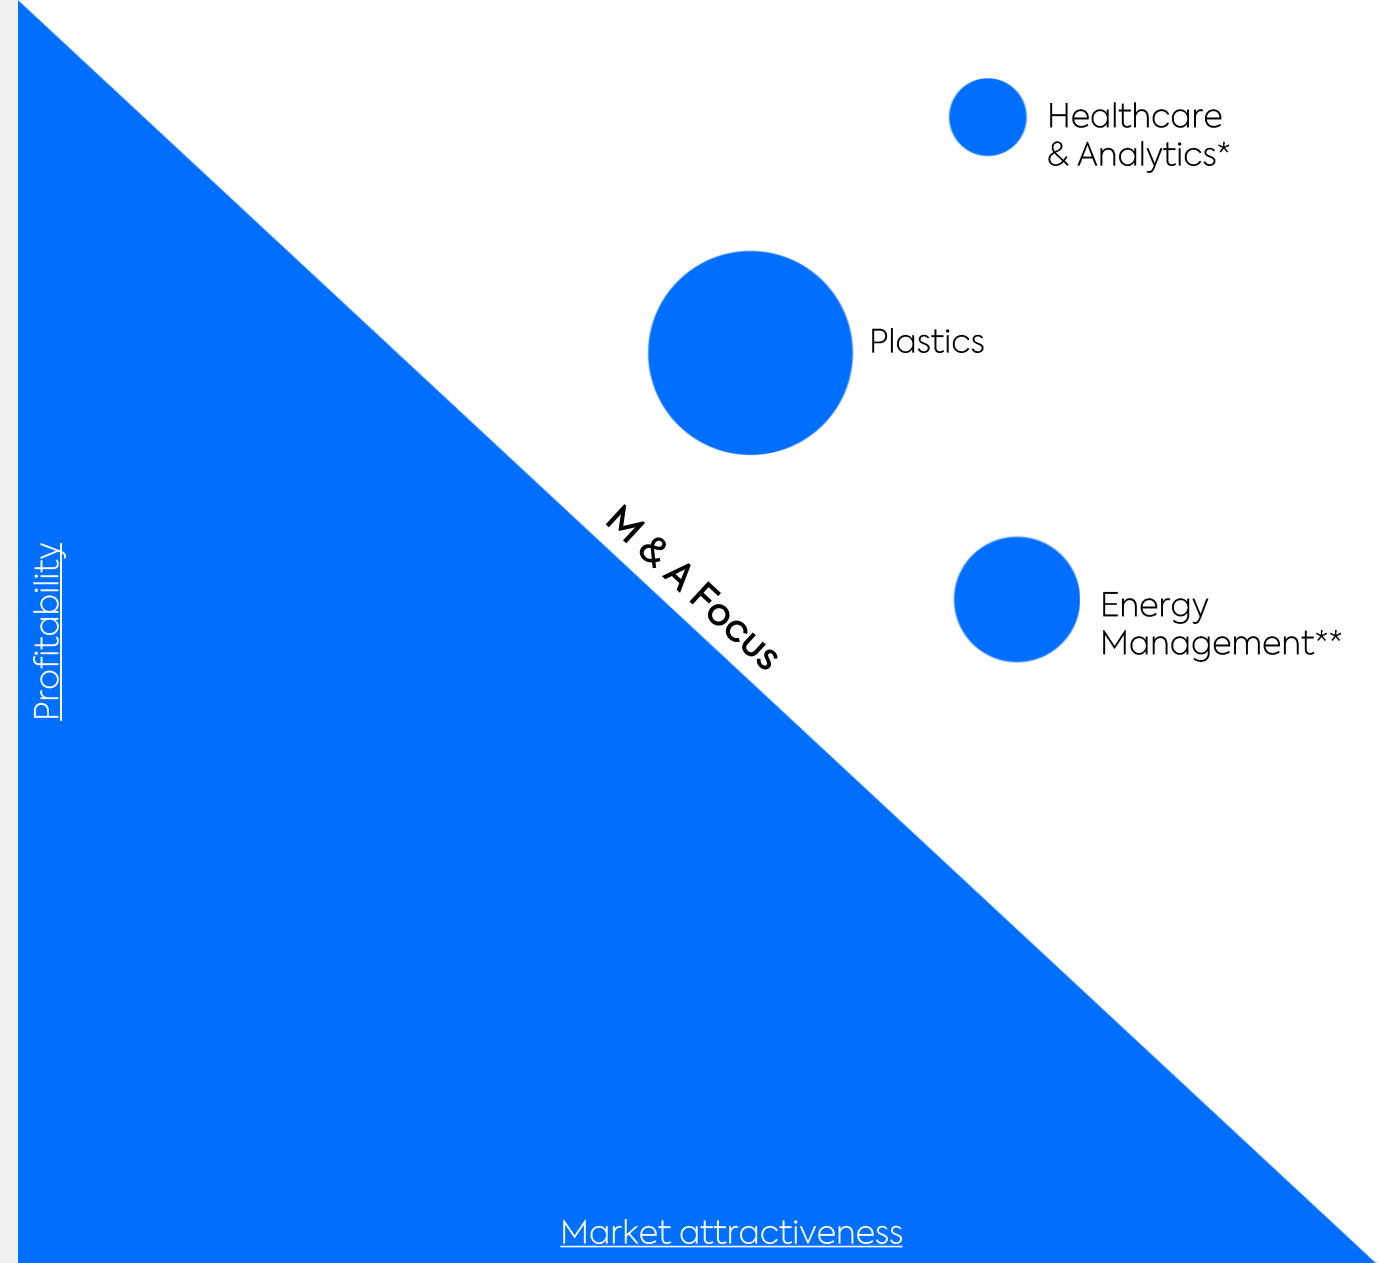 Healthcare
& Analytics*
Plastics
M & A Focus
Energy
Management**
Profitability
Market attractiveness